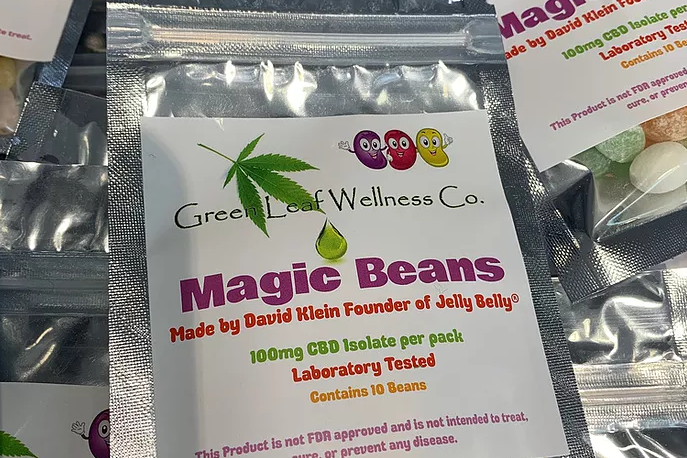 to treat,
Green Leaf Wellness Co.
Magic Beans
Made by David Klein Founder of Jelly Belly®
100mg CBD Isolate per pack
Laboratory Tested
Contains 10 Beans
This Product is not FDA approved and is not intended to treat,
cure, or prevent any disease.
Magic
Made by David Klein Founder
100mg CBD Isolate per
Laboratory Tested
Contains 10 Beans
This Product is not FDA approved
cure, or prevent